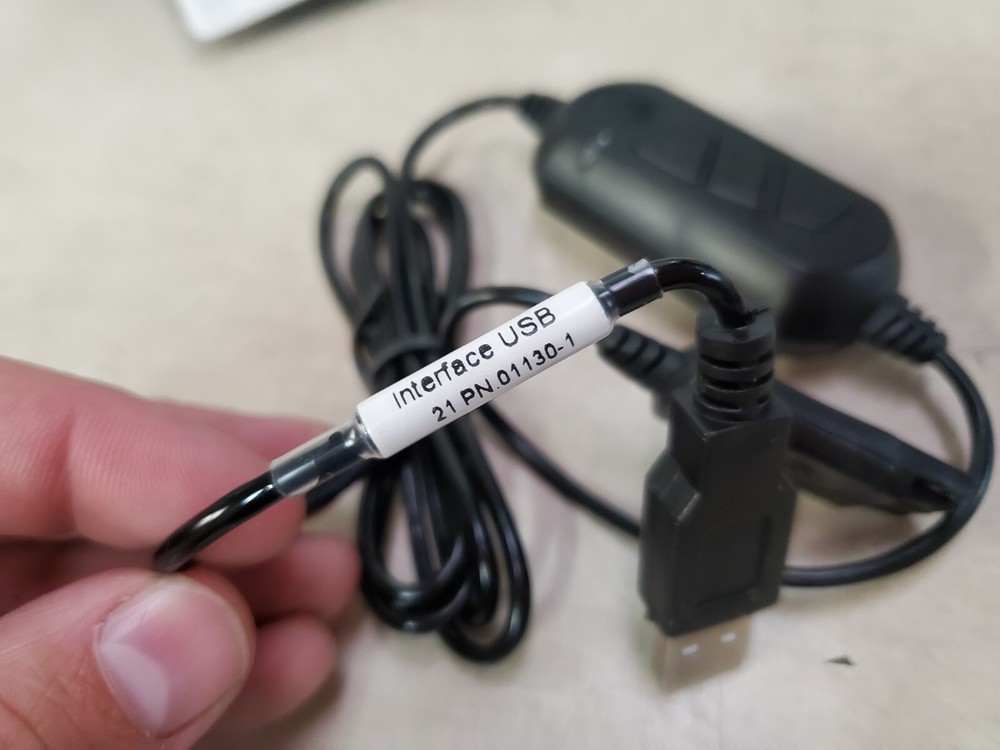 Interface USB
21 PN.01130-1